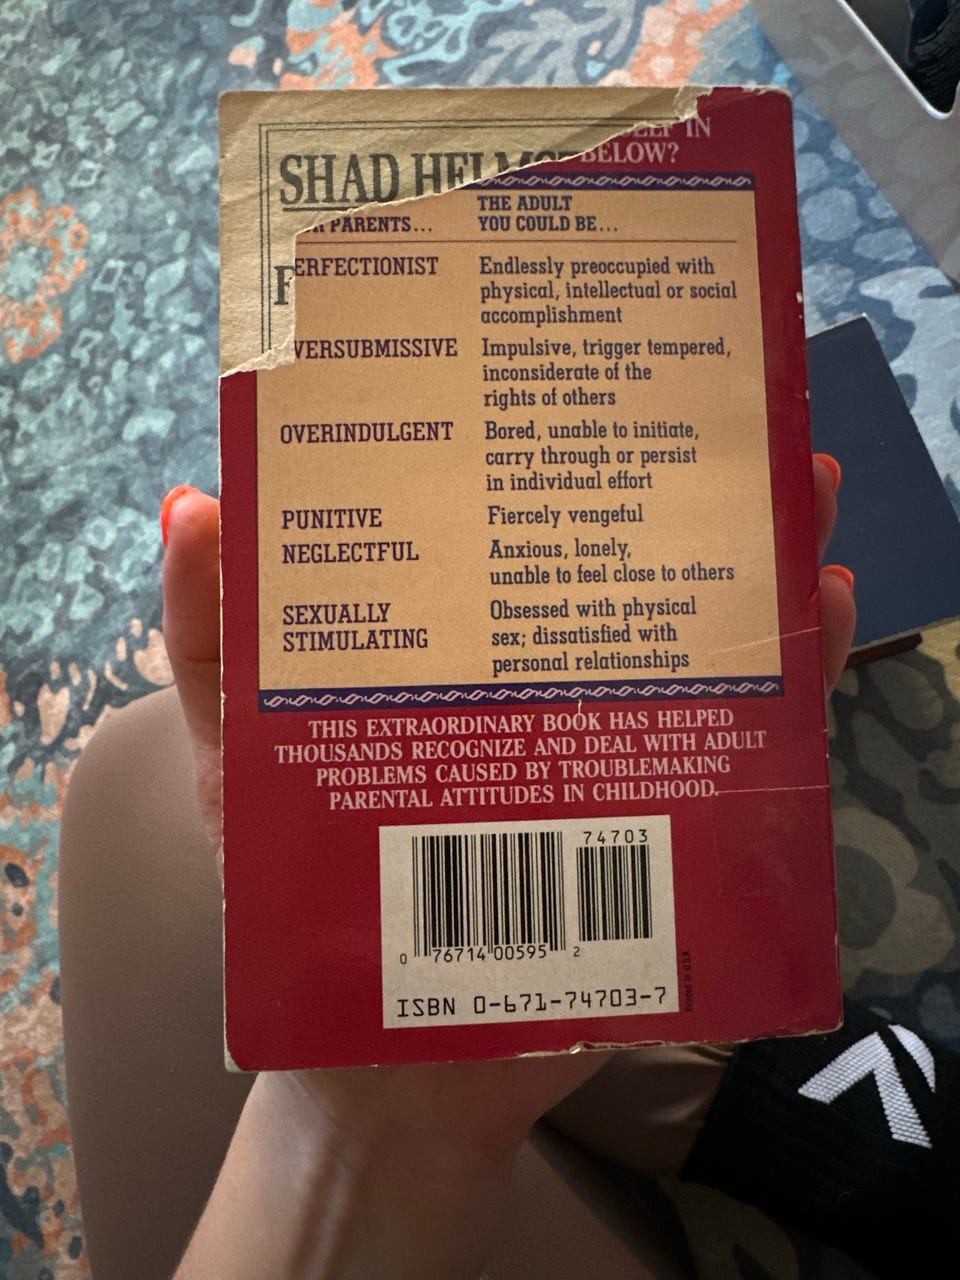 SELF IN
BELOW?
SHAD
PARENTS...
THE ADULT
YOU COULD BE...
ERFECTIONIST
Endlessly preoccupied with
physical, intellectual or social
accomplishment
VERSUBMISSIVE
Impulsive, trigger tempered,
inconsiderate of the
rights of others
OVERINDULGENT
Bored, unable to initiate,
carry through or persist
in individual effort
PUNITIVE
Fiercely vengeful
NEGLECTFUL
Anxious, lonely,
unable to feel close to others
SEXUALLY
STIMULATING
Obsessed with physical
sex; dissatisfied with
personal relationships
THIS EXTRAORDINARY BOOK HAS HELPED
THOUSANDS RECOGNIZE AND DEAL WITH ADULT
PROBLEMS CAUSED BY TROUBLEMAKING
PARENTAL ATTITUDES IN CHILDHOOD.
74703
0 76714 00595 2
ISBN 0-671-74703-7
Printed in U.S.A.